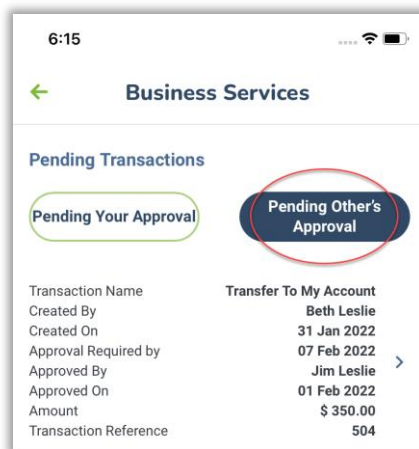 6:15
Business Services
Pending Transactions
Pending Your Approval
Pending Other's
Approval
Transaction Name Transfer To My Account
Created By Beth Leslie
Created On 31 Jan 2022
Approval Required by 07 Feb 2022
Approved By Jim Leslie
Approved On 01 Feb 2022
Amount $ 350.00
Transaction Reference 504